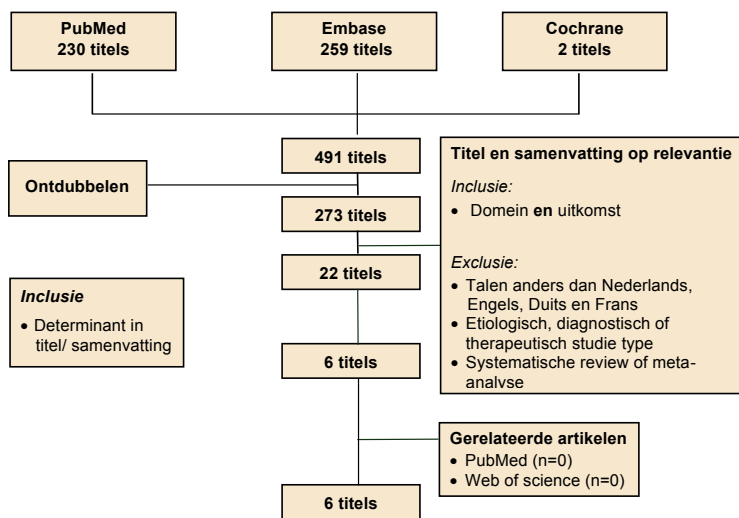 PubMed
230 titels
Embase
259 titels
Cochrane
2 titels
491 titels
Ontdubbelen
273 titels
Titel en samenvatting op relevantie
Inclusie:
• Domein en uitkomst
Exclusie:
• Talen anders dan Nederlands,
Engels, Duits en Frans
• Etiologisch, diagnostisch of
therapeutisch studie type
• Systematische review of meta-
analyse
22 titels
Inclusie
• Determinant in
titel/ samenvatting
6 titels
Gerelateerde artikelen
• PubMed (n=0)
• Web of science (n=0)
6 titels